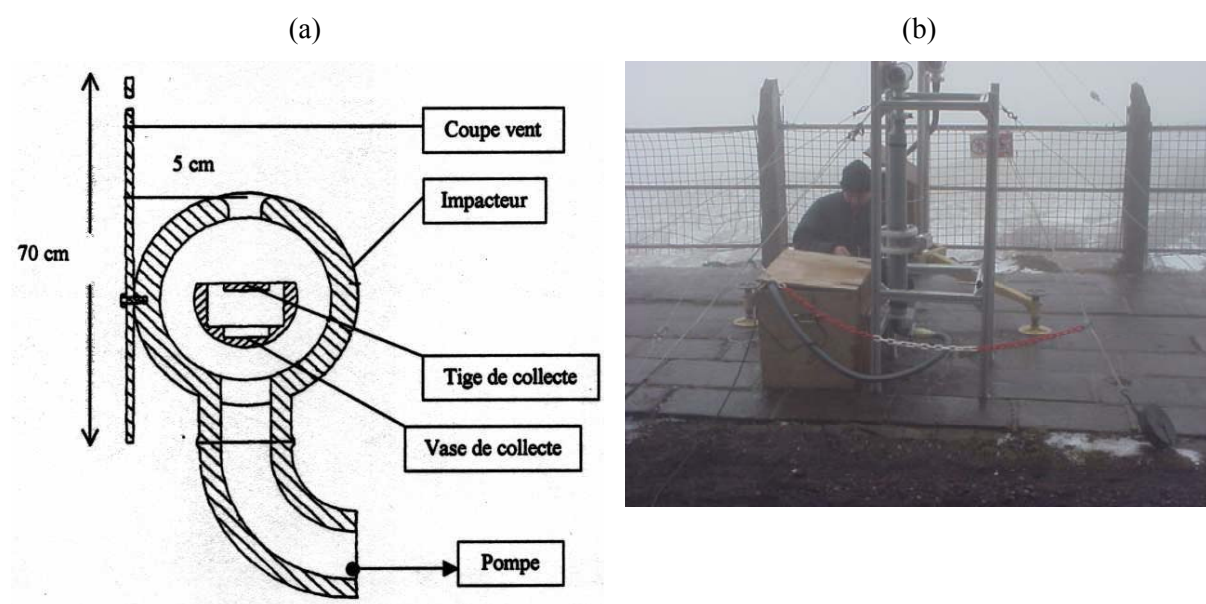 (a)
(b)
Coupe vent
5 cm
Impacteur
70 cm
Tige de collecte
Vase de collecte
Pompe